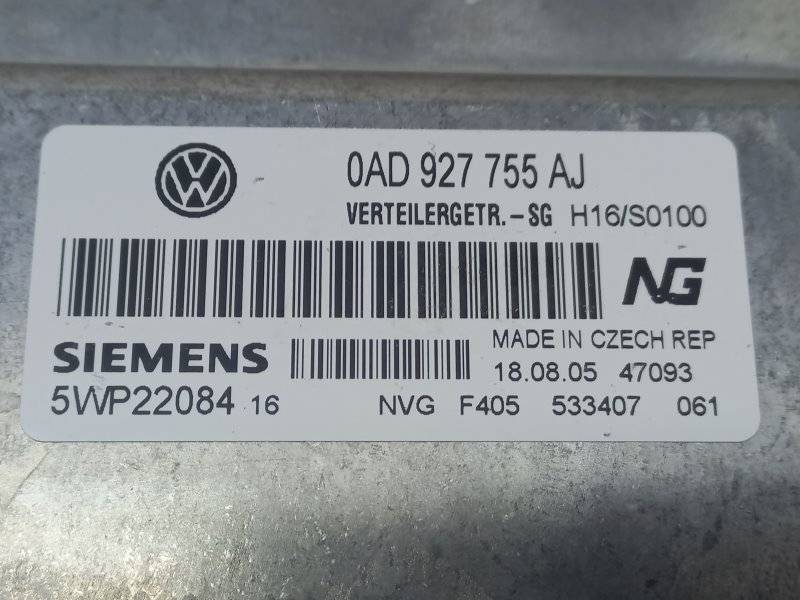 0AD 927 755 AJ
VERTEILERGETR.-SG H16/S0100
NG
SIEMENS
MADE IN CZECH REP
18.08.05 47093
5WP22084 16
NVG F405 533407 061